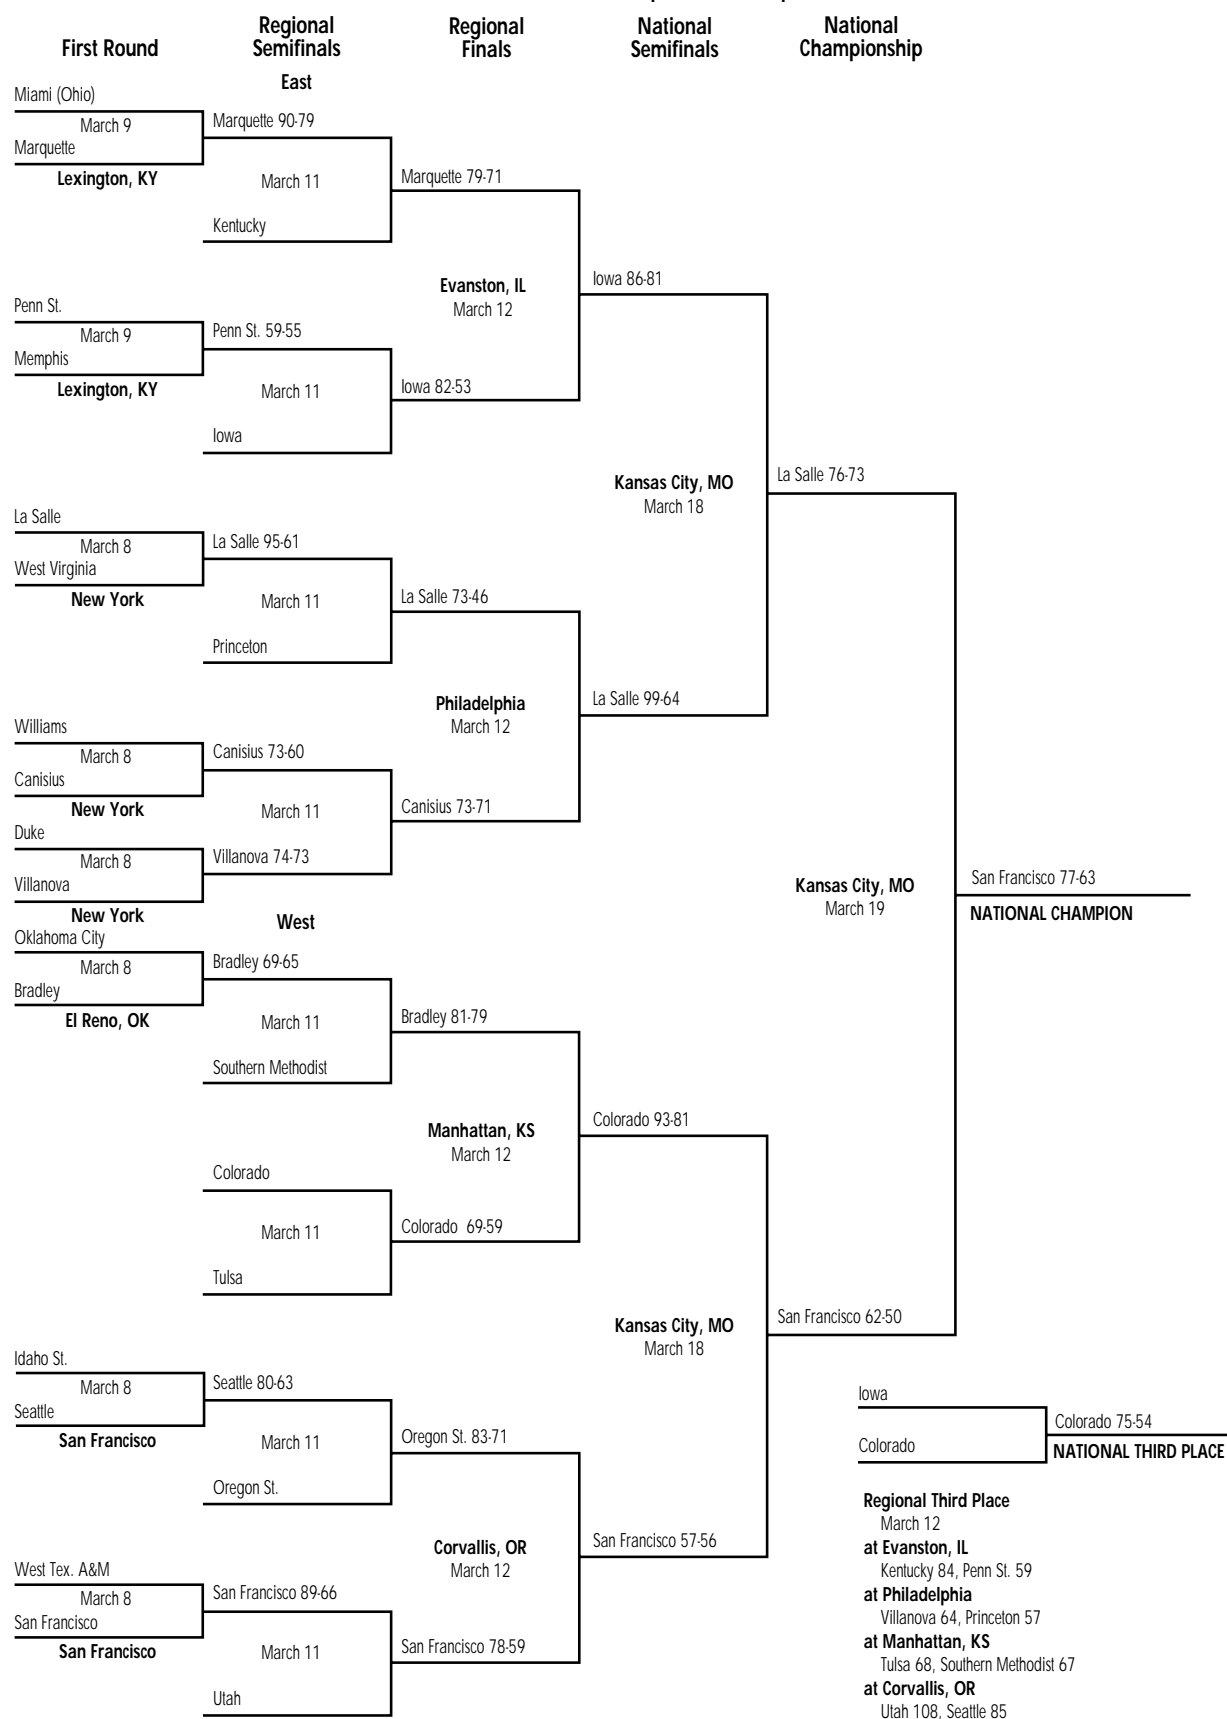 First Round
Regional
Semifinals
Regional
Finals
National
Semifinals
National
Championship
East
Miami (Ohio)
March 9
Marquette
Lexington, KY
Marquette 90-79
March 11
Kentucky
Marquette 79-71
Penn St.
March 9
Memphis
Lexington, KY
Penn St. 59-55
March 11
Iowa
Iowa 82-53
Evanston, IL
March 12
Iowa 86-81
La Salle
March 8
West Virginia
New York
La Salle 95-61
March 11
Princeton
La Salle 73-46
Williams
March 8
Canisius
New York
Canisius 73-60
March 11
Duke
March 8
Villanova
New York
Villanova 74-73
Canisius 73-71
Philadelphia
March 12
La Salle 99-64
Kansas City, MO
March 18
La Salle 76-73
West
Oklahoma City
March 8
Bradley
El Reno, OK
Bradley 69-65
March 11
Southern Methodist
Bradley 81-79
Colorado
March 11
Tulsa
Colorado 69-59
Manhattan, KS
March 12
Colorado 93-81
Idaho St.
March 8
Seattle
San Francisco
Seattle 80-63
March 11
Oregon St.
Oregon St. 83-71
West Tex. A&M
March 8
San Francisco
San Francisco
San Francisco 89-66
March 11
Utah
San Francisco 78-59
Corvallis, OR
March 12
San Francisco 57-56
Kansas City, MO
March 18
San Francisco 62-50
Kansas City, MO
March 19
San Francisco 77-63
NATIONAL CHAMPION
Iowa
Colorado
Colorado 75-54
NATIONAL THIRD PLACE
Regional Third Place
March 12
at Evanston, IL
Kentucky 84, Penn St. 59
at Philadelphia
Villanova 64, Princeton 57
at Manhattan, KS
Tulsa 68, Southern Methodist 67
at Corvallis, OR
Utah 108, Seattle 85